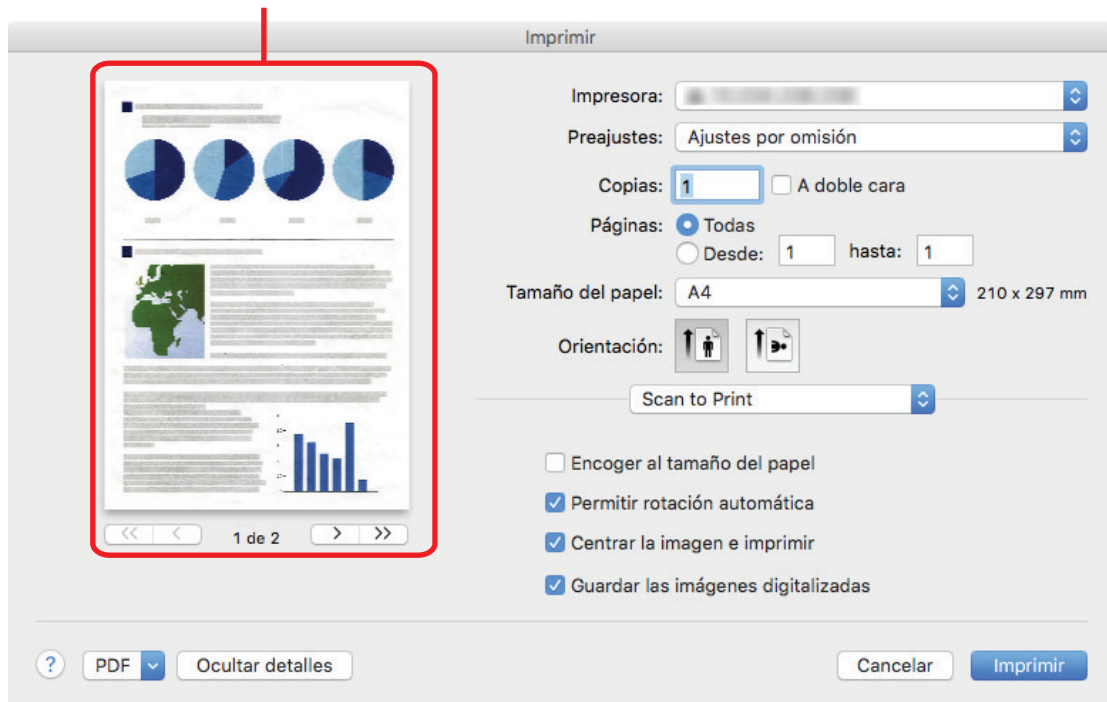 Imprimir
Impresora:
Preajustes: Ajustes por omisión
Copias: 1 A doble cara
Páginas: Todas
Desde: 1 hasta: 1
Tamaño del papel: A4 210 x 297 mm
Orientación:
Scan to Print
Encoger al tamaño del papel
Permitir rotación automática
Centrar la imagen e imprimir
Guardar las imágenes digitalizadas
<< < 1 de 2 > >>
? PDF Ocultar detalles Cancelar Imprimir